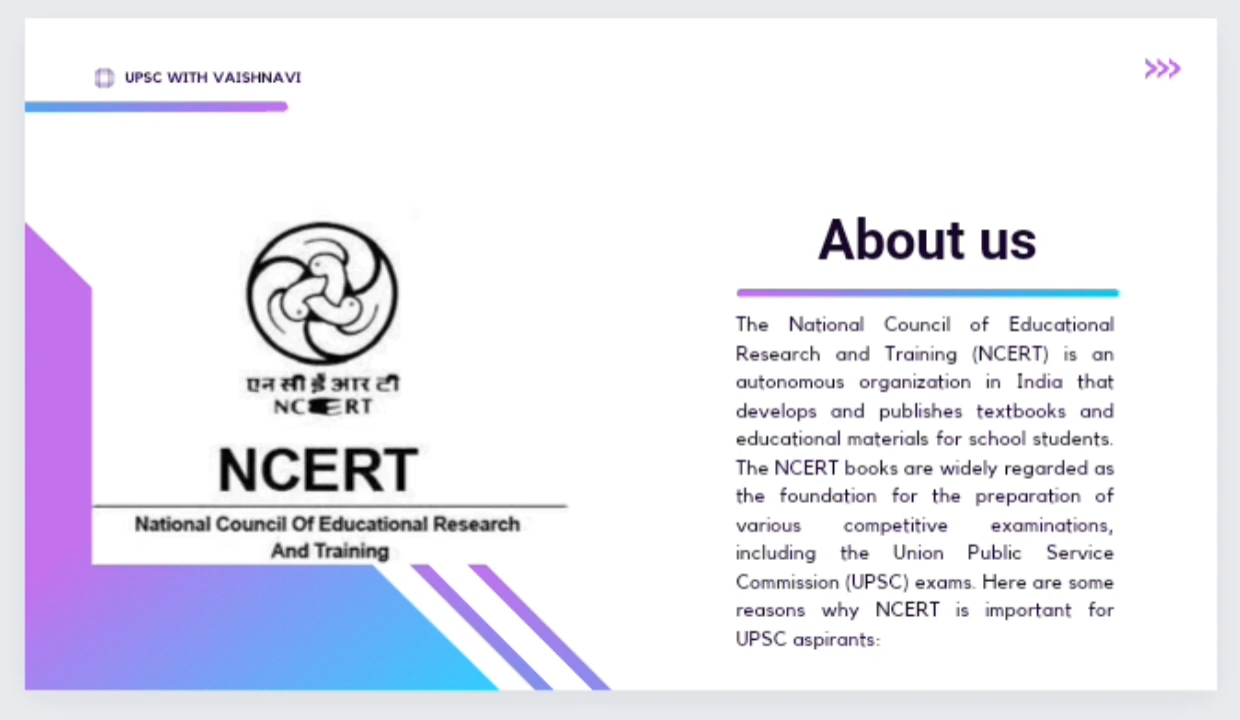 UPSC WITH VAISHNAVI
एन सी ई आर टी
NCERT
NCERT
National Council Of Educational Research
And Training
About us
The National Council of Educational
Research and Training (NCERT) is an
autonomous organization in India that
develops and publishes textbooks and
educational materials for school students.
The NCERT books are widely regarded as
the foundation for the preparation of
various competitive examinations,
including the Union Public Service
Commission (UPSC) exams. Here are some
reasons why NCERT is important for
UPSC aspirants: